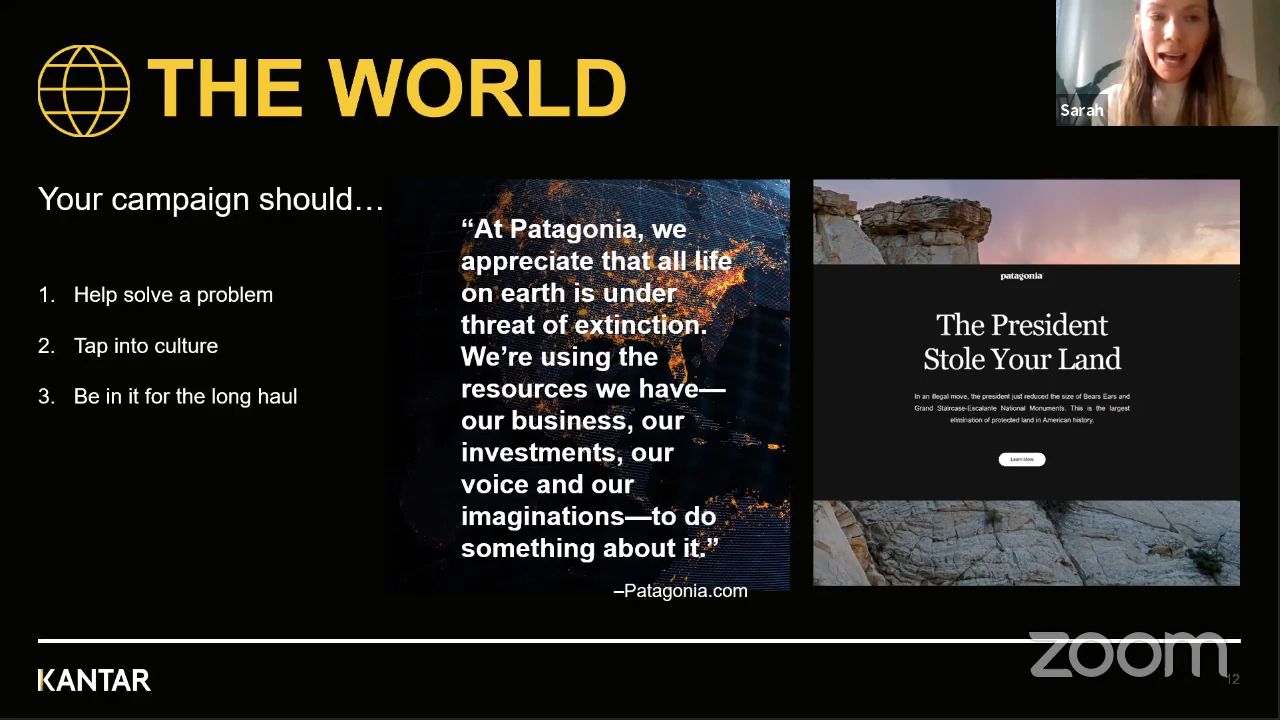 THE WORLD
Sarah
Your campaign should…
1. Help solve a problem
2. Tap into culture
3. Be in it for the long haul
“At Patagonia, we
appreciate that all life
on earth is under
threat of extinction.
We’re using the
resources we have—
our business, our
investments, our
voice and our
imaginations—to do
something about it.”
–Patagonia.com
patagonia
The President
Stole Your Land
In an illegal move, the president just reduced the size of Bears Ears and
Grand Staircase-Escalante National Monuments. This is the largest
elimination of protected land in American history.
Learn More
KANTAR
zoom
12